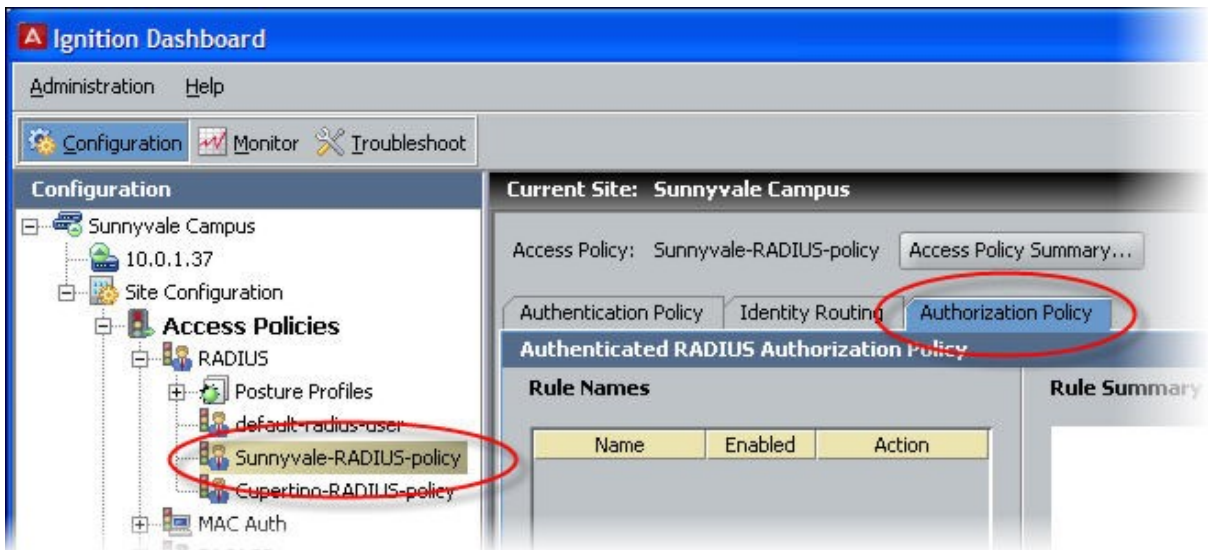 Ignition Dashboard
Administration Help
Configuration Monitor Troubleshoot
Configuration
Sunnyvale Campus
10.0.1.37
Site Configuration
Access Policies
RADIUS
Posture Profiles
default-radius-user
Sunnyvale-RADIUS-policy
Cupertino-RADIUS-policy
MAC Auth
Current Site: Sunnyvale Campus
Access Policy: Sunnyvale-RADIUS-policy Access Policy Summary...
Authentication Policy Identity Routing Authorization Policy
Authenticated RADIUS Authorization Policy
Rule Names Rule Summary
Name Enabled Action